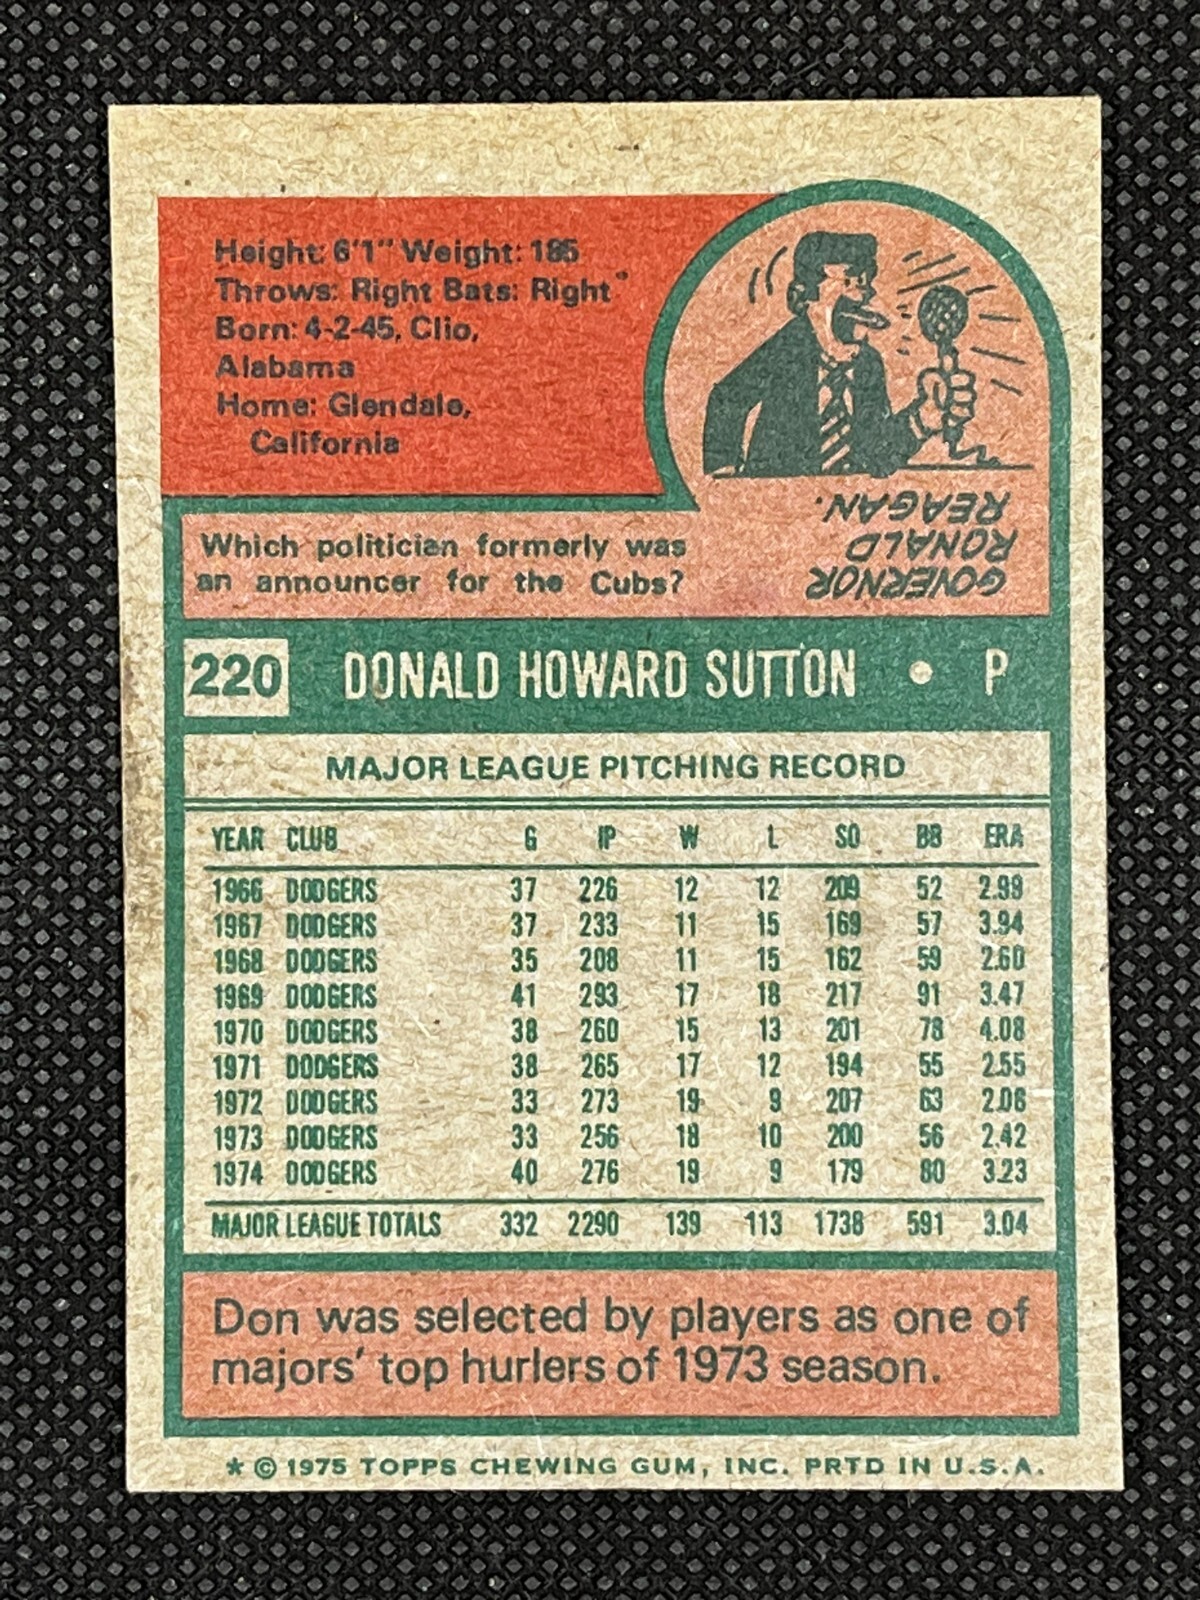 Height: 6'1" Weight: 185
Throws: Right Bats: Right
Born: 4-2-45, Clio,
Alabama
Home: Glendale,
California
Which politician formerly was
an announcer for the Cubs?
GOVERNOR
RONALD
REAGAN.
220 DONALD HOWARD SUTTON • P
MAJOR LEAGUE PITCHING RECORD
YEAR CLUB G IP W L SO BB ERA
1966 DODGERS 37 226 12 12 209 52 2.99
1967 DODGERS 37 233 11 15 169 57 3.94
1968 DODGERS 35 208 11 15 162 59 2.60
1969 DODGERS 41 293 17 18 217 91 3.47
1970 DODGERS 38 260 15 13 201 78 4.08
1971 DODGERS 38 265 17 12 194 55 2.55
1972 DODGERS 33 273 19 9 207 63 2.08
1973 DODGERS 33 256 18 10 200 56 2.42
1974 DODGERS 40 276 19 9 179 80 3.23
MAJOR LEAGUE TOTALS 332 2290 139 113 1738 591 3.04
Don was selected by players as one of
majors' top hurlers of 1973 season.
* © 1975 TOPPS CHEWING GUM, INC. PRTD IN U.S.A.